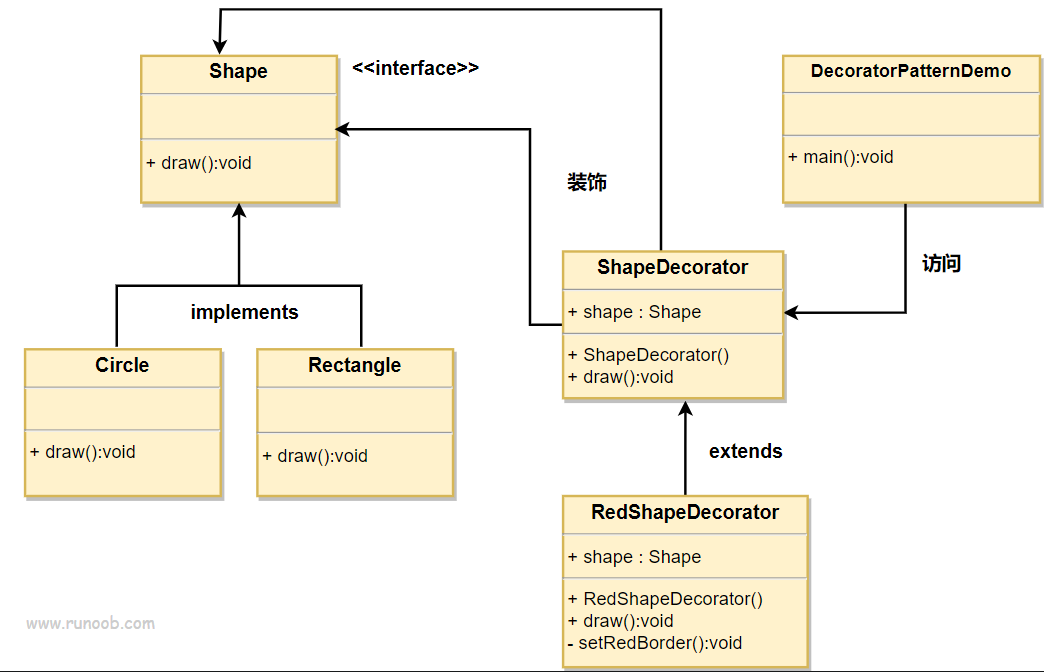 Shape
<<interface>>
+ draw():void
DecoratorPatternDemo
+ main():void
装饰
访问
ShapeDecorator
+ shape : Shape
+ ShapeDecorator()
+ draw():void
implements
Circle
+ draw():void
Rectangle
+ draw():void
extends
RedShapeDecorator
+ shape : Shape
+ RedShapeDecorator()
+ draw():void
- setRedBorder():void
www.runoob.com